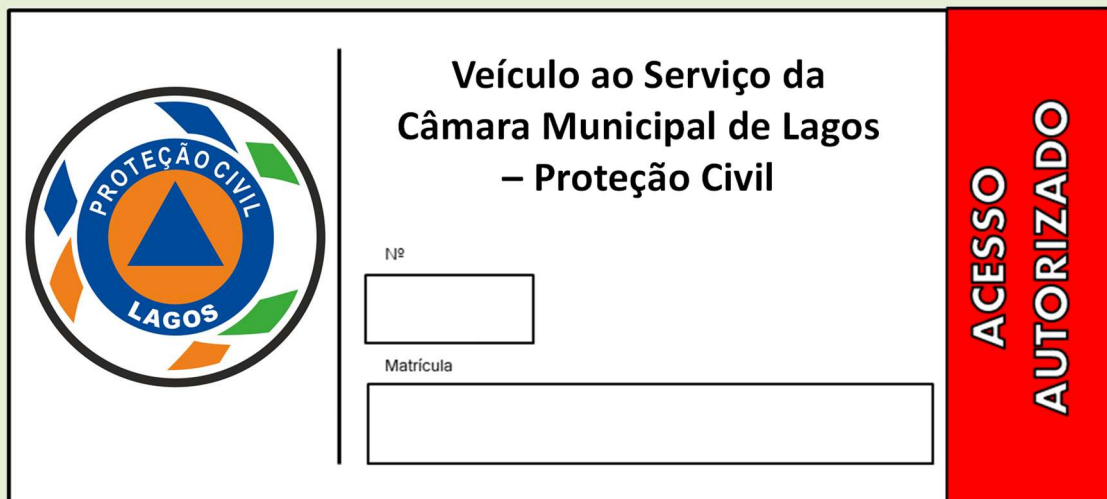 PROTEÇÃO CIVIL
LAGOS
Veículo ao Serviço da
Câmara Municipal de Lagos
– Proteção Civil
Nº
Matrícula
ACESSO
AUTORIZADO